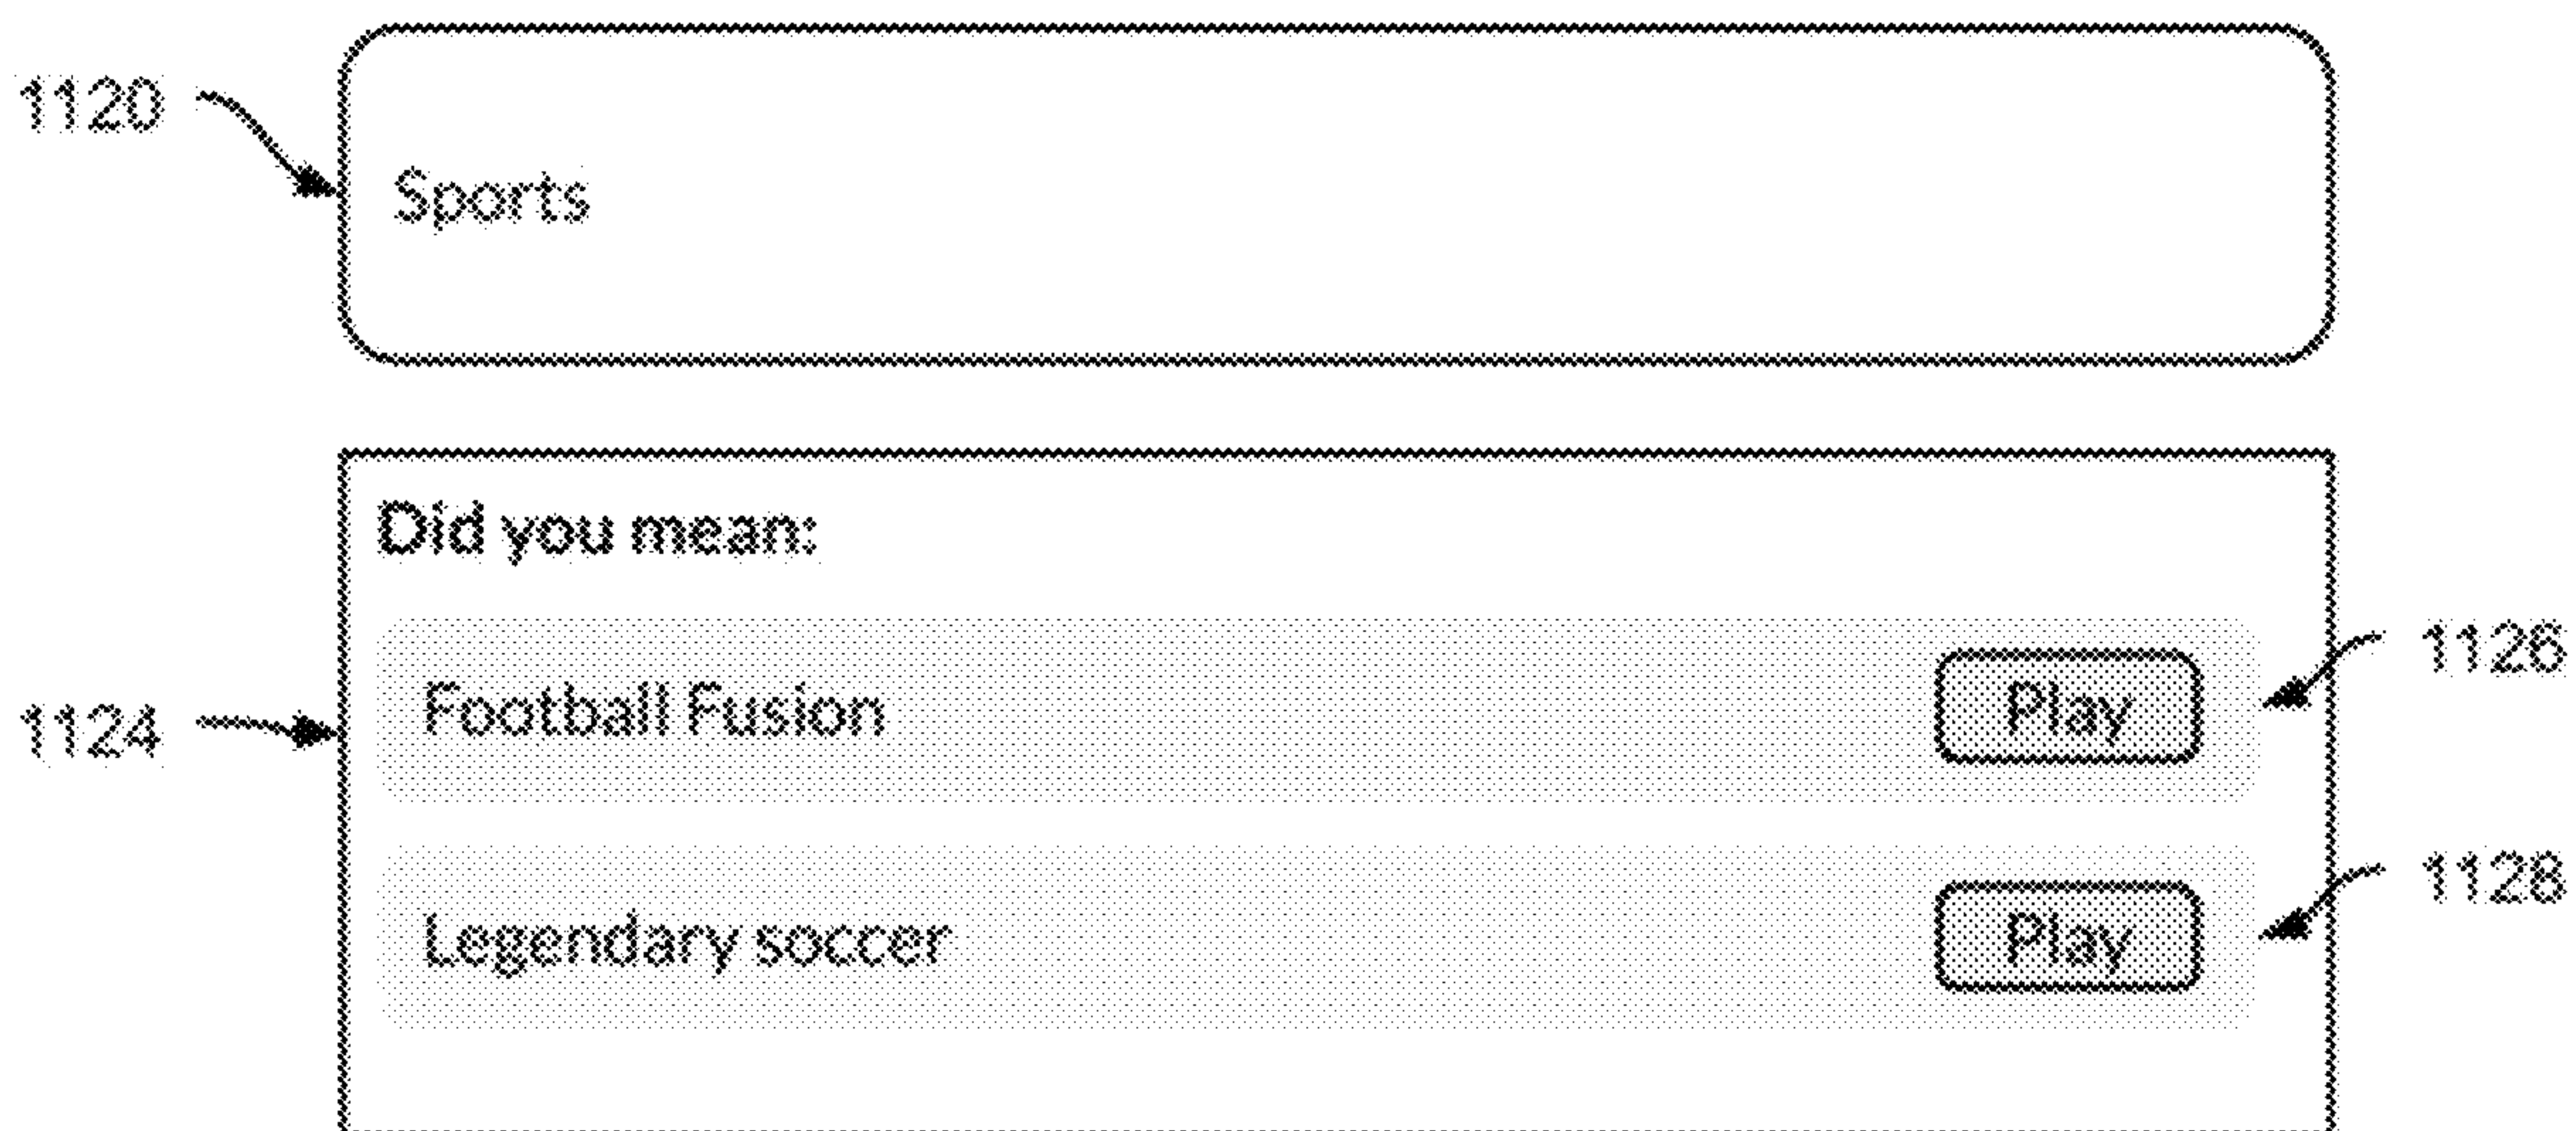 1120
Sports
Did you mean:
1126
Football Fusion Play
1124
1128
Legendary soccer Play